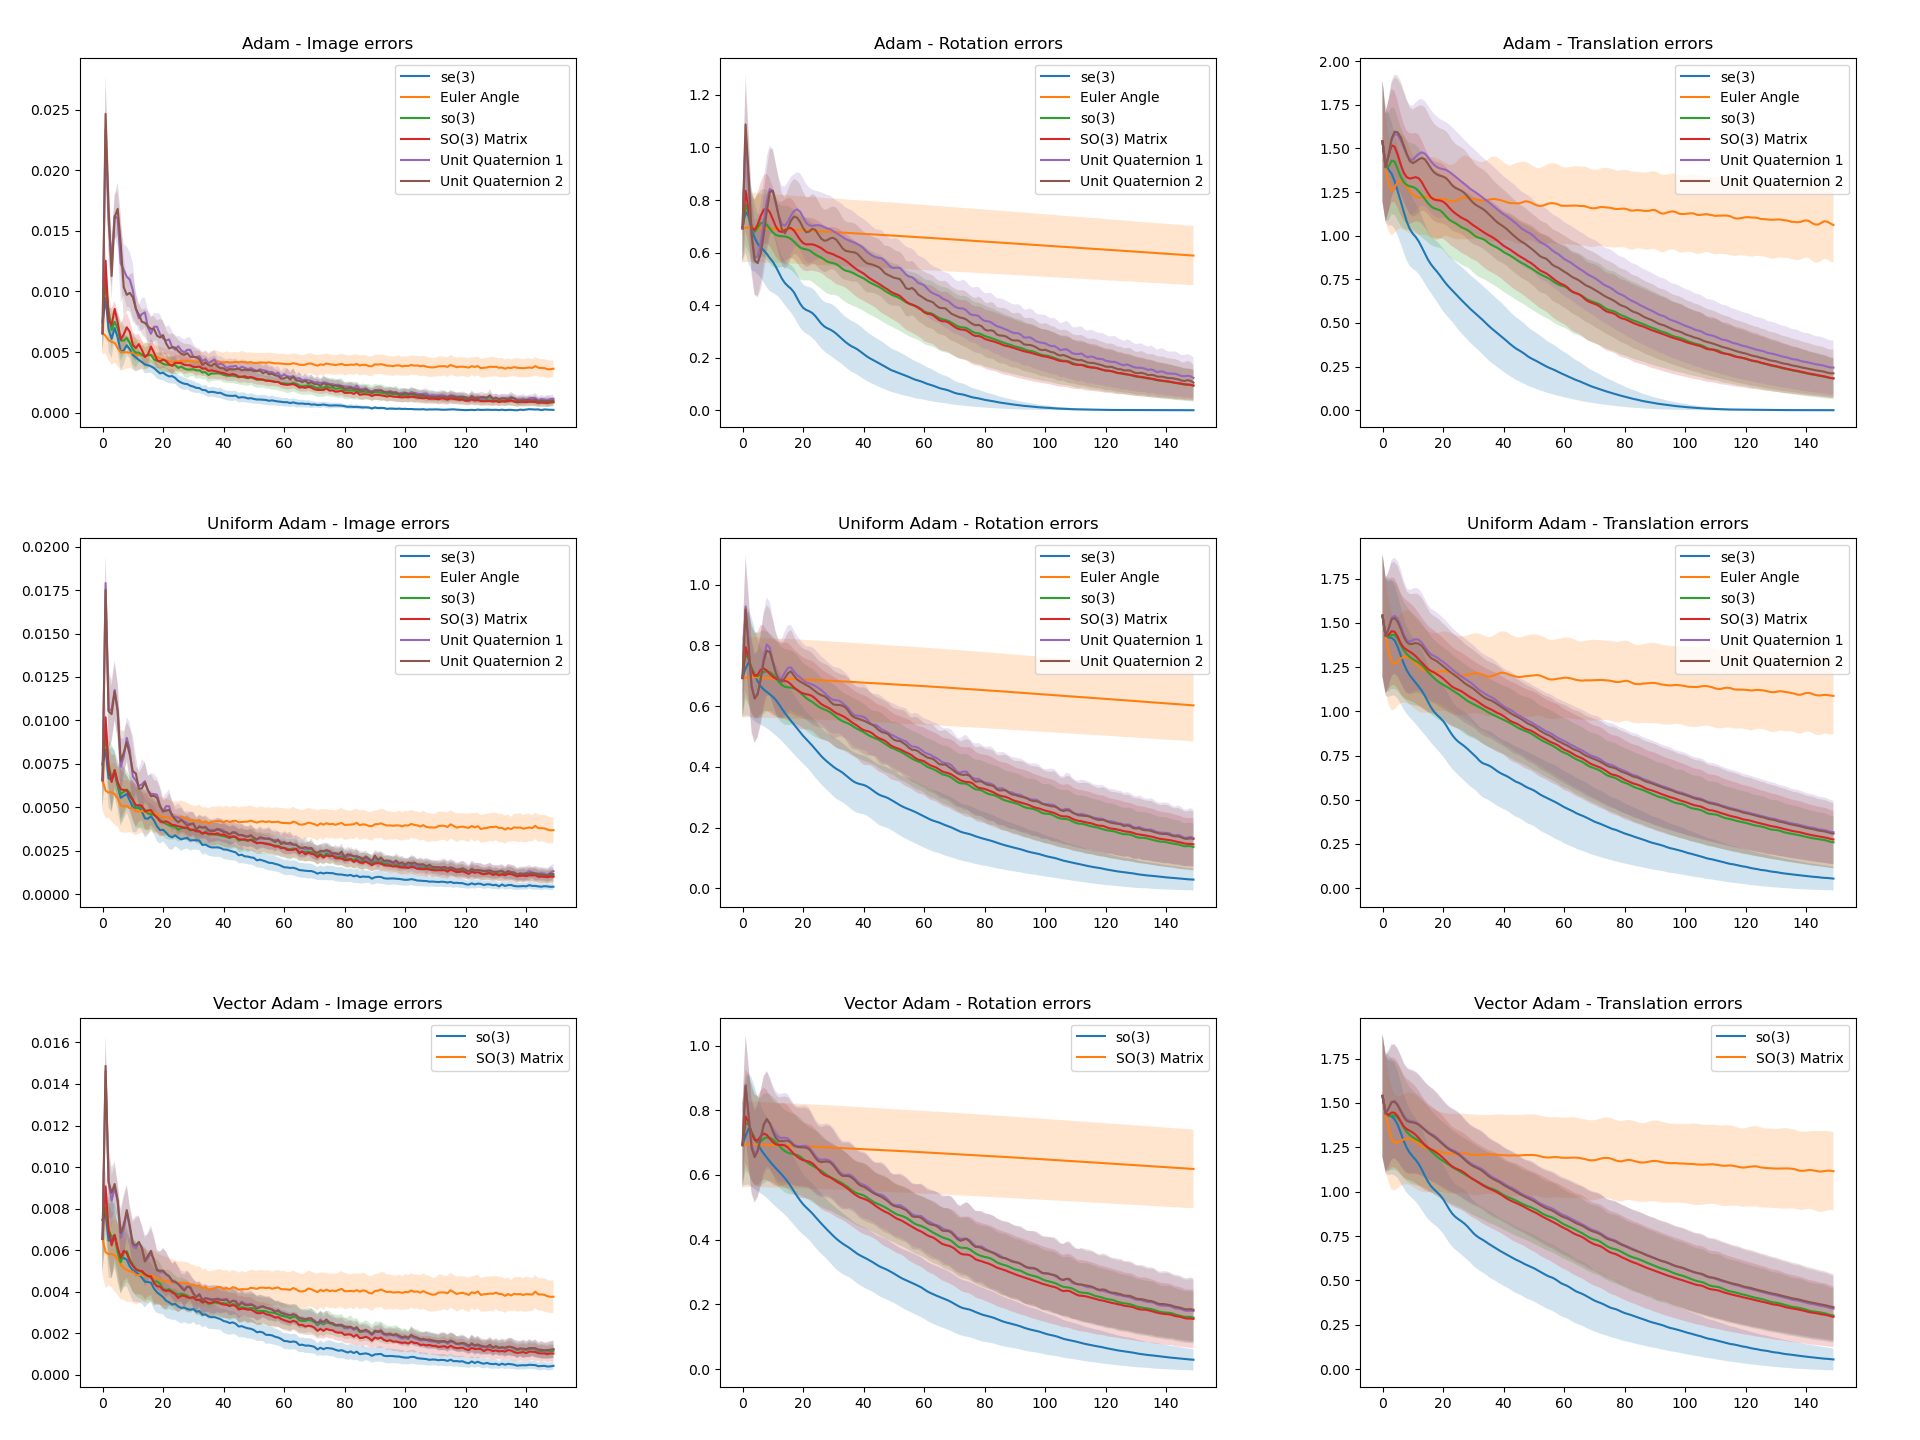 Adam - Image errors
0.025
0.020
0.015
0.010
0.005
0.000
0 20 40 60 80 100 120 140
se(3)
Euler Angle
so(3)
SO(3) Matrix
Unit Quaternion 1
Unit Quaternion 2
Adam - Rotation errors
1.2
1.0
0.8
0.6
0.4
0.2
0.0
0 20 40 60 80 100 120 140
se(3)
Euler Angle
so(3)
SO(3) Matrix
Unit Quaternion 1
Unit Quaternion 2
Adam - Translation errors
2.00
1.75
1.50
1.25
1.00
0.75
0.50
0.25
0.00
0 20 40 60 80 100 120 140
se(3)
Euler Angle
so(3)
SO(3) Matrix
Unit Quaternion 1
Unit Quaternion 2
Uniform Adam - Image errors
0.0200
0.0175
0.0150
0.0125
0.0100
0.0075
0.0050
0.0025
0.0000
0 20 40 60 80 100 120 140
se(3)
Euler Angle
so(3)
SO(3) Matrix
Unit Quaternion 1
Unit Quaternion 2
Uniform Adam - Rotation errors
1.0
0.8
0.6
0.4
0.2
0.0
0 20 40 60 80 100 120 140
se(3)
Euler Angle
so(3)
SO(3) Matrix
Unit Quaternion 1
Unit Quaternion 2
Uniform Adam - Translation errors
1.75
1.50
1.25
1.00
0.75
0.50
0.25
0.00
0 20 40 60 80 100 120 140
se(3)
Euler Angle
so(3)
SO(3) Matrix
Unit Quaternion 1
Unit Quaternion 2
Vector Adam - Image errors
0.016
0.014
0.012
0.010
0.008
0.006
0.004
0.002
0.000
0 20 40 60 80 100 120 140
so(3)
SO(3) Matrix
Vector Adam - Rotation errors
1.0
0.8
0.6
0.4
0.2
0.0
0 20 40 60 80 100 120 140
so(3)
SO(3) Matrix
Vector Adam - Translation errors
1.75
1.50
1.25
1.00
0.75
0.50
0.25
0.00
0 20 40 60 80 100 120 140
so(3)
SO(3) Matrix